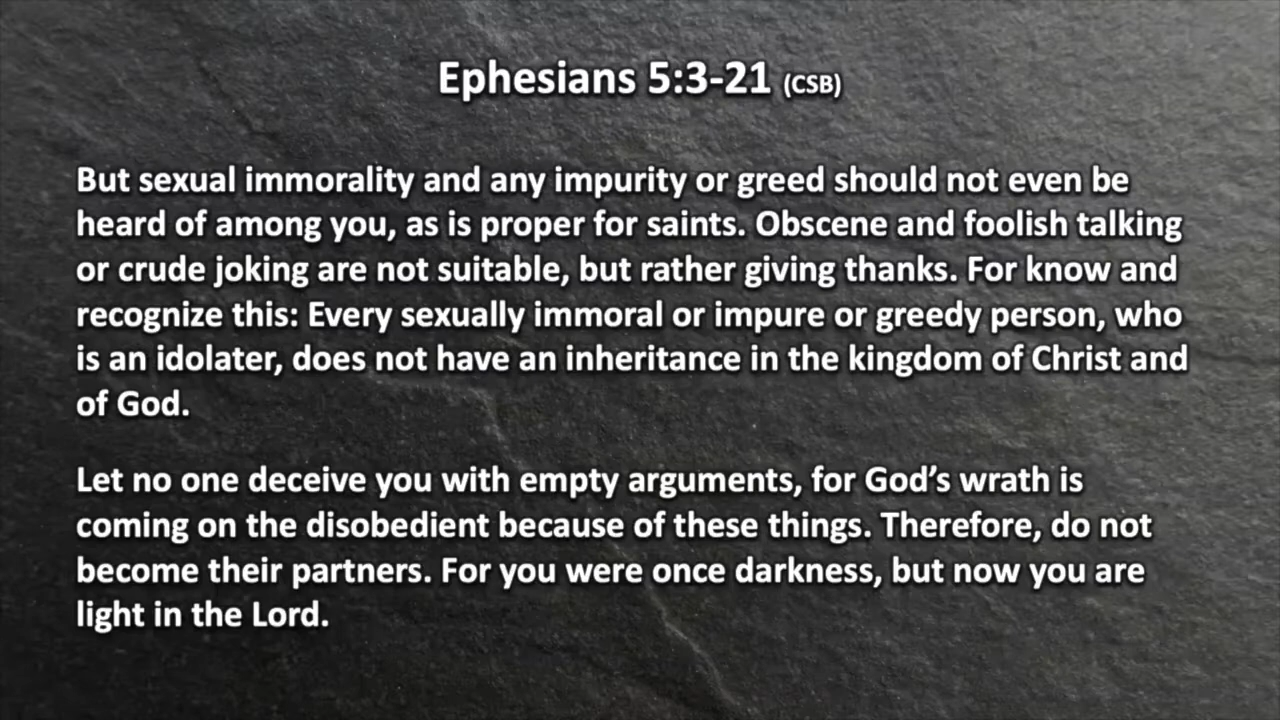 Ephesians 5:3-21 (CSB)
But sexual immorality and any impurity or greed should not even be
heard of among you, as is proper for saints. Obscene and foolish talking
or crude joking are not suitable, but rather giving thanks. For know and
recognize this: Every sexually immoral or impure or greedy person, who
is an idolater, does not have an inheritance in the kingdom of Christ and
of God.
Let no one deceive you with empty arguments, for God’s wrath is
coming on the disobedient because of these things. Therefore, do not
become their partners. For you were once darkness, but now you are
light in the Lord.